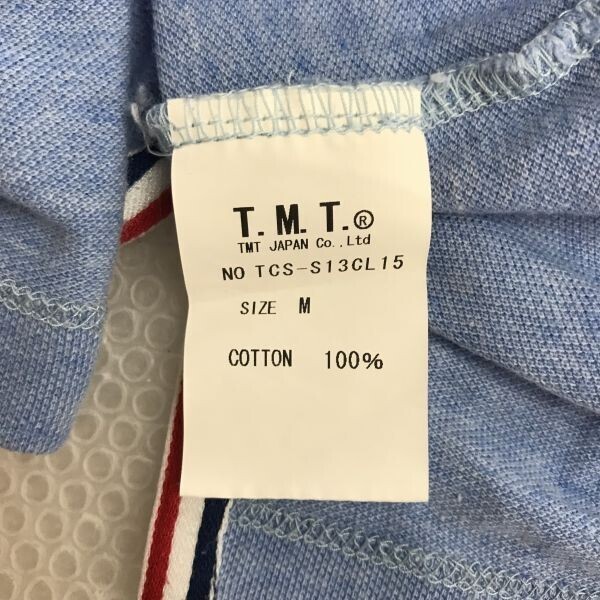 T.M.T.®
TMT JAPAN Co.,Ltd
NO TCS-S13CL15
SIZE M
COTTON 100%